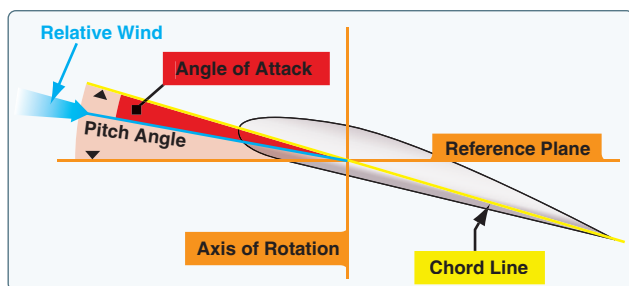 Relative Wind
Angle of Attack
Pitch Angle
Reference Plane
Axis of Rotation
Chord Line